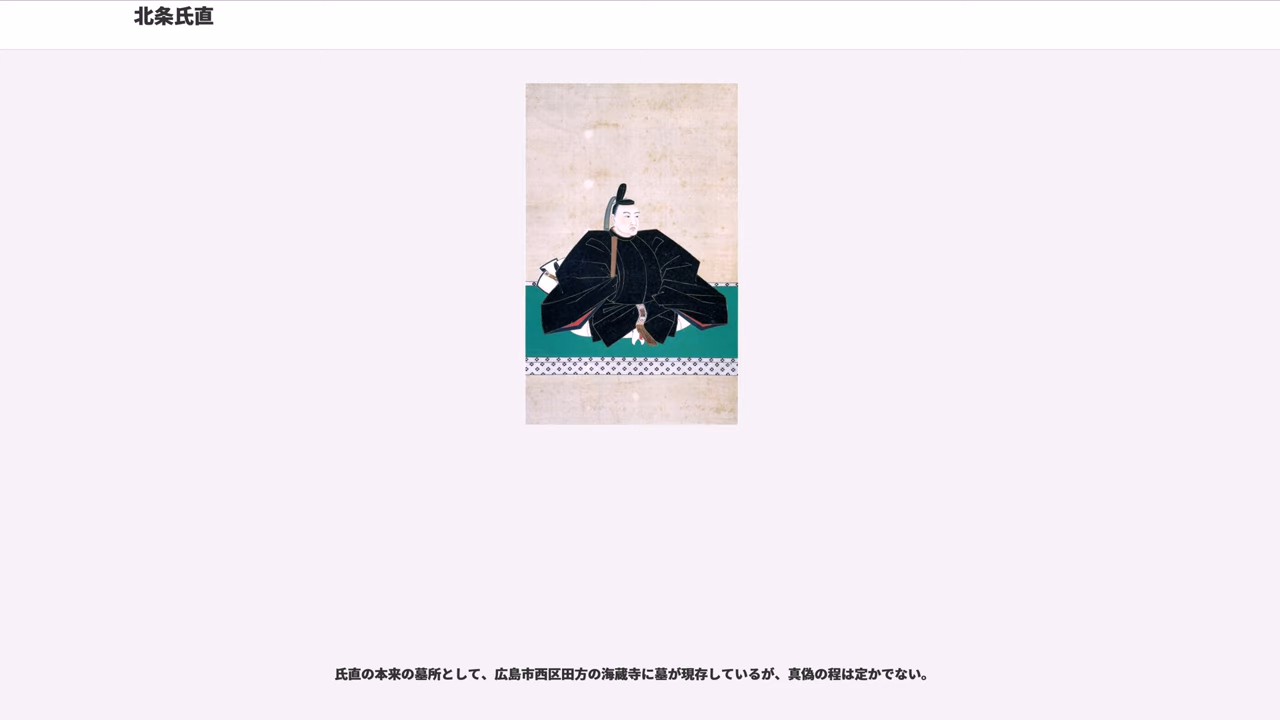 北条氏直
氏直の本来の墓所として、広島市西区田方の海蔵寺に墓が現存しているが、真偽の程は定かでない。